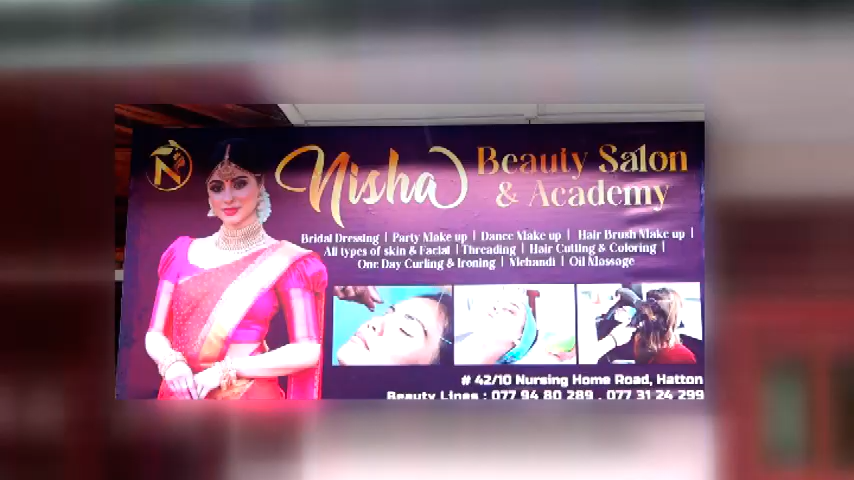 N
Nisha
Beauty Salon
& Academy
Bridal Dressing | Party Make up | Dance Make up | Hair Brush Make up |
All types of skin & Facial | Threading | Hair Cutting & Coloring |
One Day Curling & Ironing | Mehandi | Oil Massage
# 42/10 Nursing Home Road, Hatton
Beauty Lines : 077 94 80 289 , 077 31 24 299